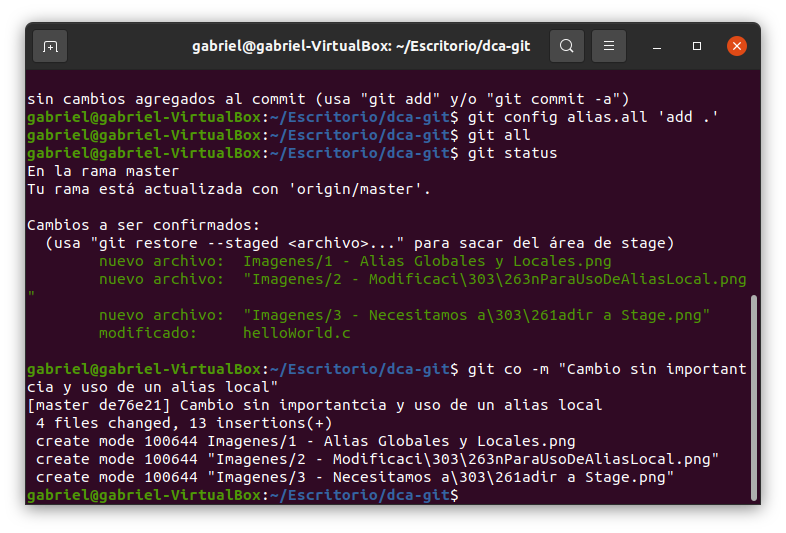 gabriel@gabriel-VirtualBox: ~/Escritorio/dca-git
sin cambios agregados al commit (usa "git add" y/o "git commit -a")
gabriel@gabriel-VirtualBox:~/Escritorio/dca-git$ git config alias.all 'add .'
gabriel@gabriel-VirtualBox:~/Escritorio/dca-git$ git all
gabriel@gabriel-VirtualBox:~/Escritorio/dca-git$ git status
En la rama master
Tu rama está actualizada con 'origin/master'.
Cambios a ser confirmados:
(usa "git restore --staged <archivo>..." para sacar del área de stage)
nuevo archivo:  Imagenes/1 - Alias Globales y Locales.png
nuevo archivo:  "Imagenes/2 - Modificaci\303\263nParaUsoDeAliasLocal.png
"
nuevo archivo:  "Imagenes/3 - Necesitamos a\303\261adir a Stage.png"
modificado:     helloWorld.c
gabriel@gabriel-VirtualBox:~/Escritorio/dca-git$ git co -m "Cambio sin important
cia y uso de un alias local"
[master de76e21] Cambio sin importantcia y uso de un alias local
4 files changed, 13 insertions(+)
create mode 100644 Imagenes/1 - Alias Globales y Locales.png
create mode 100644 "Imagenes/2 - Modificaci\303\263nParaUsoDeAliasLocal.png"
create mode 100644 "Imagenes/3 - Necesitamos a\303\261adir a Stage.png"
gabriel@gabriel-VirtualBox:~/Escritorio/dca-git$